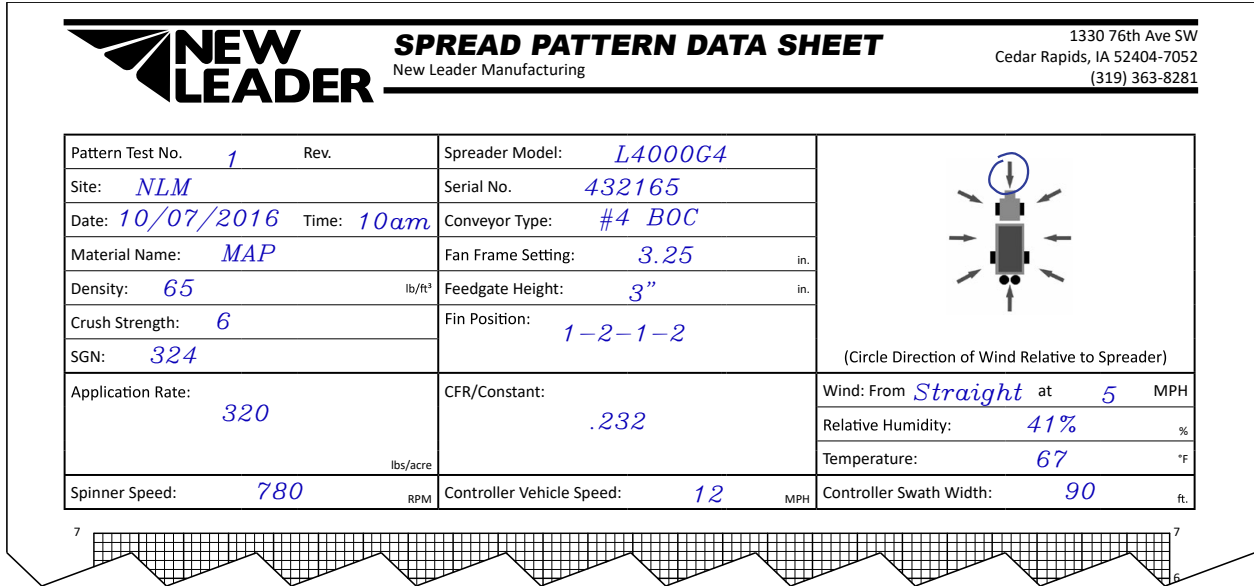 NEW LEADER
SPREAD PATTERN DATA SHEET
New Leader Manufacturing
1330 76th Ave SW
Cedar Rapids, IA 52404-7052
(319) 363-8281
Pattern Test No. 1 Rev.
Site: NLM
Date: 10/07/2016 Time: 10am
Material Name: MAP
Density: 65 lb/ft³
Crush Strength: 6
SGN: 324
Spreader Model: L4000G4
Serial No. 432165
Conveyor Type: #4 BOC
Fan Frame Setting: 3.25 in.
Feedgate Height: 3" in.
Fin Position: 1-2-1-2
(Circle Direction of Wind Relative to Spreader)
Application Rate: 320 lbs/acre
CFR/Constant: .232
Wind: From Straight at 5 MPH
Relative Humidity: 41% %
Temperature: 67 °F
Spinner Speed: 780 RPM
Controller Vehicle Speed: 12 MPH
Controller Swath Width: 90 ft.
7 7
6